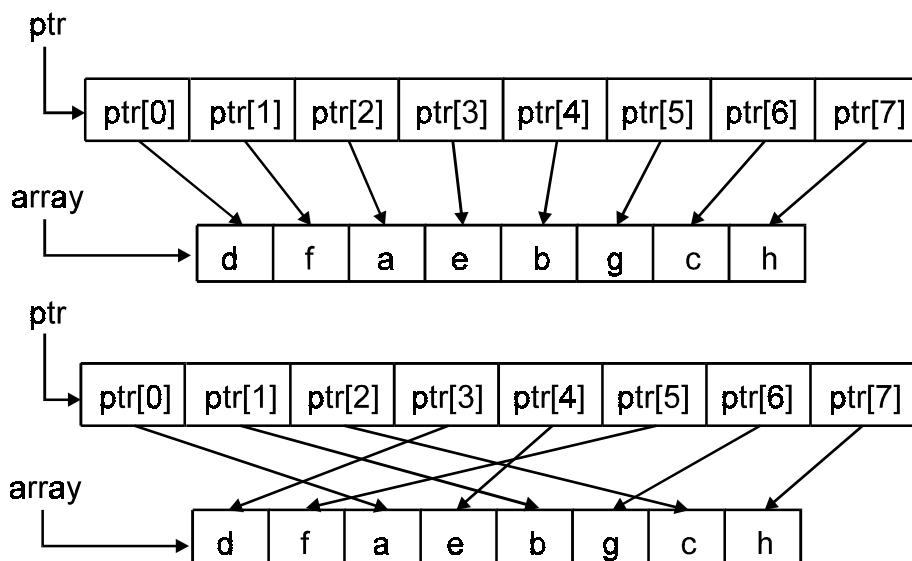 ptr
ptr[0] ptr[1] ptr[2] ptr[3] ptr[4] ptr[5] ptr[6] ptr[7]
array
d f a e b g c h
ptr
ptr[0] ptr[1] ptr[2] ptr[3] ptr[4] ptr[5] ptr[6] ptr[7]
array
d f a e b g c h